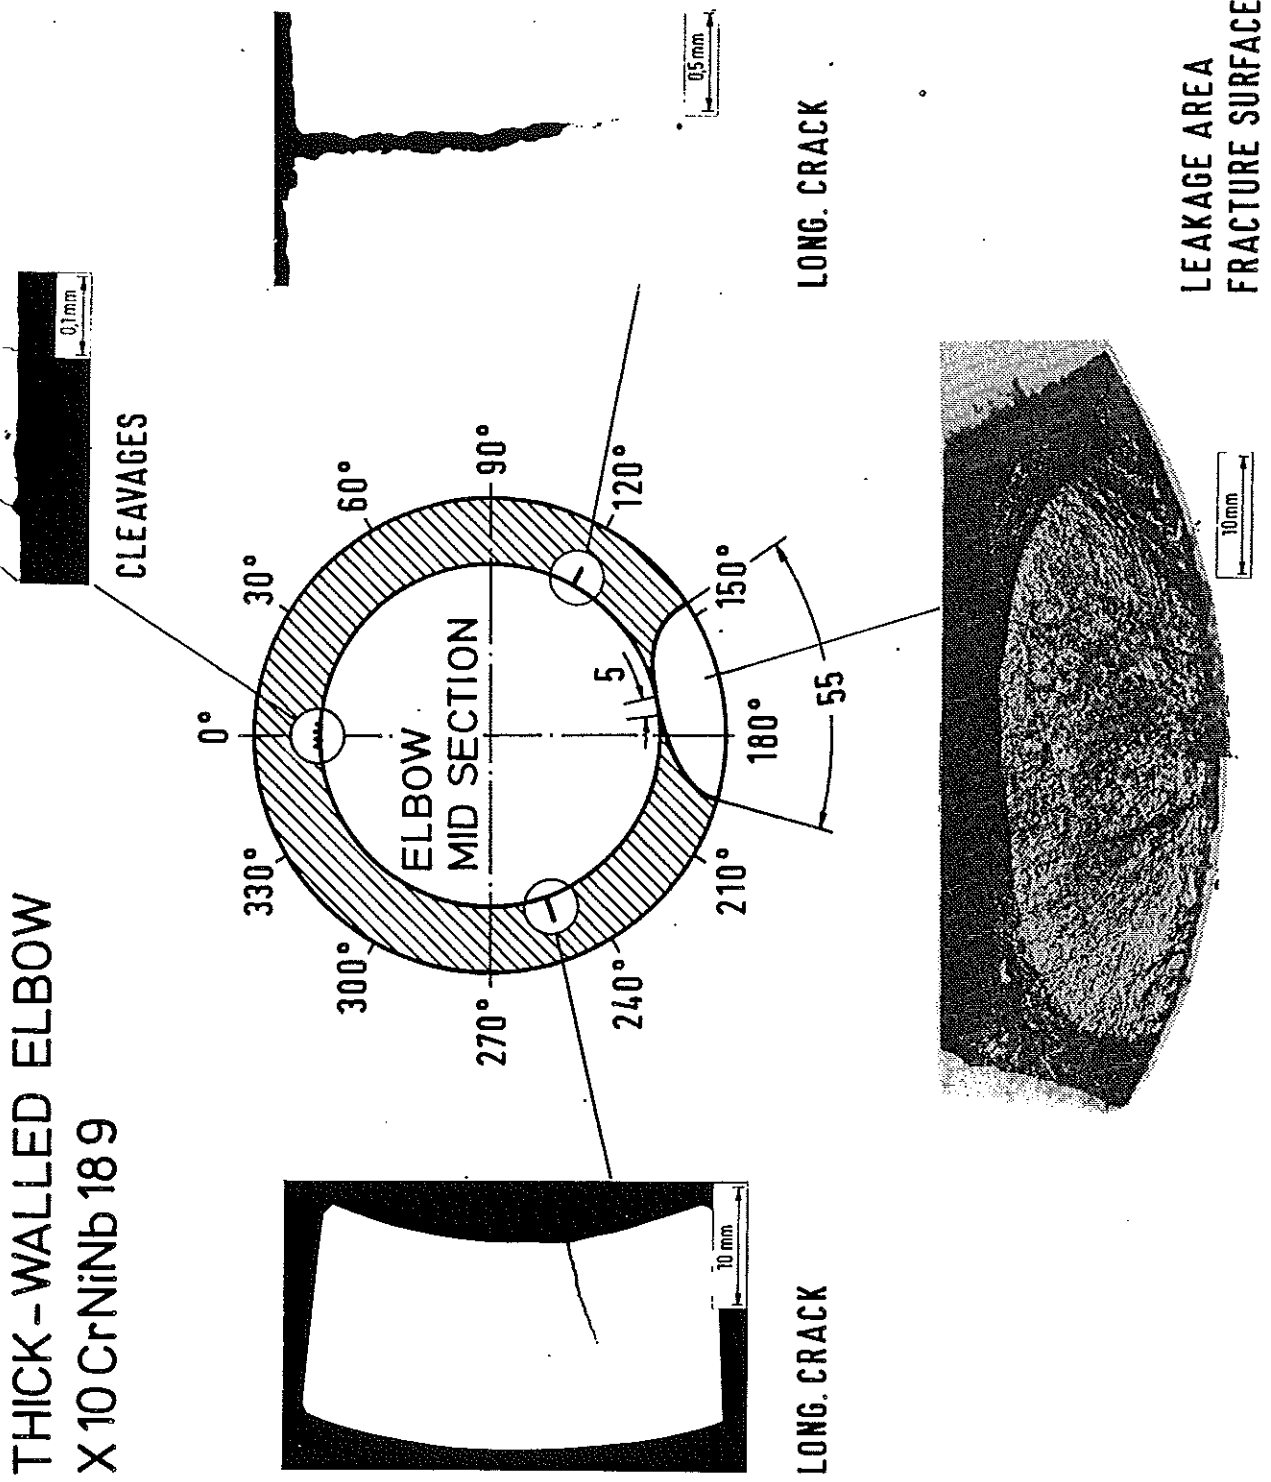 THICK-WALLED ELBOW
X 10 CrNiNb 18 9
CLEAVAGES
0,1mm
0°
30°
60°
90°
120°
150°
180°
210°
240°
270°
300°
330°
ELBOW
MID SECTION
5
55
10 mm
LONG. CRACK
0,5mm
LONG. CRACK
10mm
LEAKAGE AREA
FRACTURE SURFACE